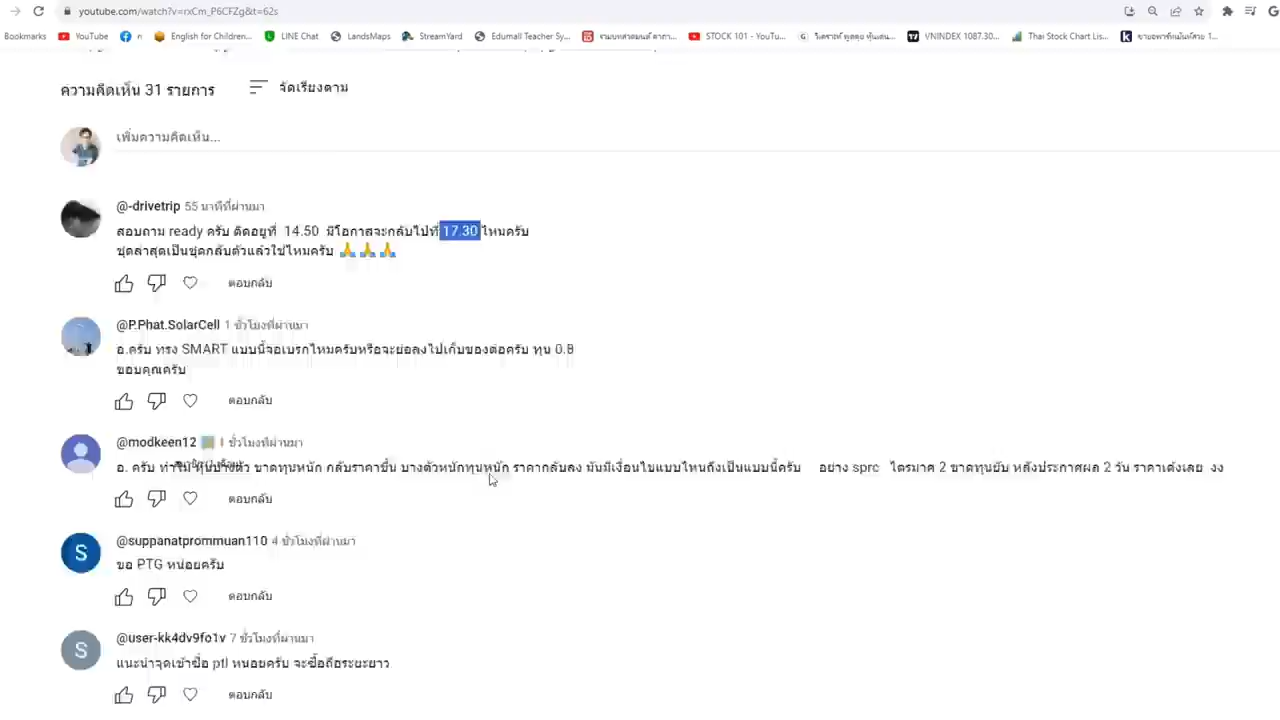 youtube.com/watch?v=rxCm_P6CFZg&t=62s
Bookmarks YouTube n English for Children... LINE Chat LandsMaps StreamYard Edumall Teacher Sy... STOCK 101 - YouTu... VNINDEX 1087.30... Thai Stock Chart Lis...
ความคิดเห็น 31 รายการ จัดเรียงตาม
เพิ่มความคิดเห็น...
@-drivetrip 55 นาทีที่ผ่านมา
สอบถาม ready ครับ ติดอยู่ที่ 14.50 มีโอกาสจะกลับไปที่ 17.30 ไหมครับ
จุดล่าสุดเป็นจุดกลับตัวแล้วใช่ไหมครับ 🙏🙏🙏
ตอบกลับ
@P.Phat.SolarCell 1 ชั่วโมงที่ผ่านมา
อ.ครับ ทรง SMART แบบนี้จ่อเบรกไหมครับหรือจะย่อลงไปเก็บของต่อครับ ทุน 0.8
ขอบคุณครับ
ตอบกลับ
@modkeen12 1 ชั่วโมงที่ผ่านมา
อ. ครับ ทำไม หุ้นบางตัว ขาดทุนหนัก กลับราคาขึ้น บางตัวหนักทุนหนัก ราคากลับลง มันมีเงื่อนไขแบบไหนถึงเป็นแบบนี้ครับ อย่าง sprc ไตรมาศ 2 ขาดทุนยับ หลังประกาศผล 2 วัน ราคาเด้งเลย งง
ตอบกลับ
@suppanatprommuan110 4 ชั่วโมงที่ผ่านมา
ขอ PTG หน่อยครับ
ตอบกลับ
@user-kk4dv9fo1v 7 ชั่วโมงที่ผ่านมา
แนะนำจุดเข้าซื้อ ptl หน่อยครับ จะซื้อถือระยะยาว
ตอบกลับ